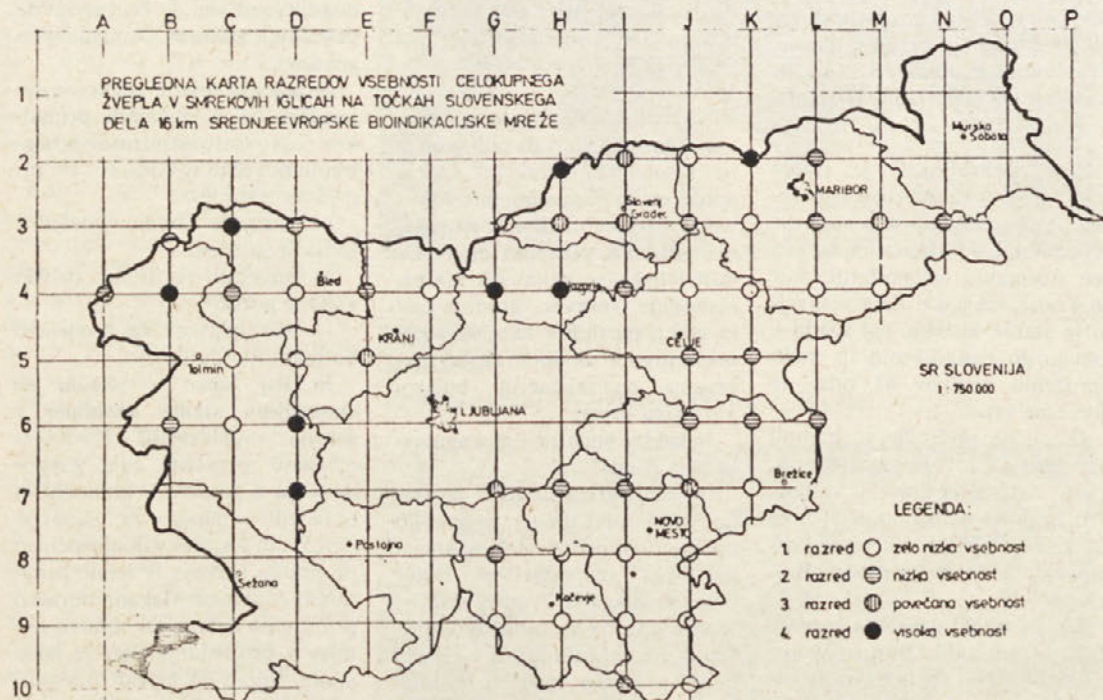 A B C D E F G H I J K L M N O P
PREGLEDNA KARTA RAZREDOV VSEBNOSTI CELOKUPNEGA
ŽVEPLA V SMREKOVIH IGLICAH NA TOČKAH SLOVENSKEGA
DELA 16 km SREDNJEEVROPSKE BIOINDIKACIJSKE MREŽE
1
Murska
Sobota
2
MARIBOR
Slovenj
Gradec
3
Bled
4
KRANJ
CELJE
5
Tolmin
SR SLOVENIJA
1:750 000
LJUBLJANA
6
Brežice
7
LEGENDA:
NOVO
MESTO
Postojna
8
1. razred zelo nizka vsebnost
Sežana
2. razred nizka vsebnost
Kočevje
3. razred povečana vsebnost
9
4. razred visoka vsebnost
10